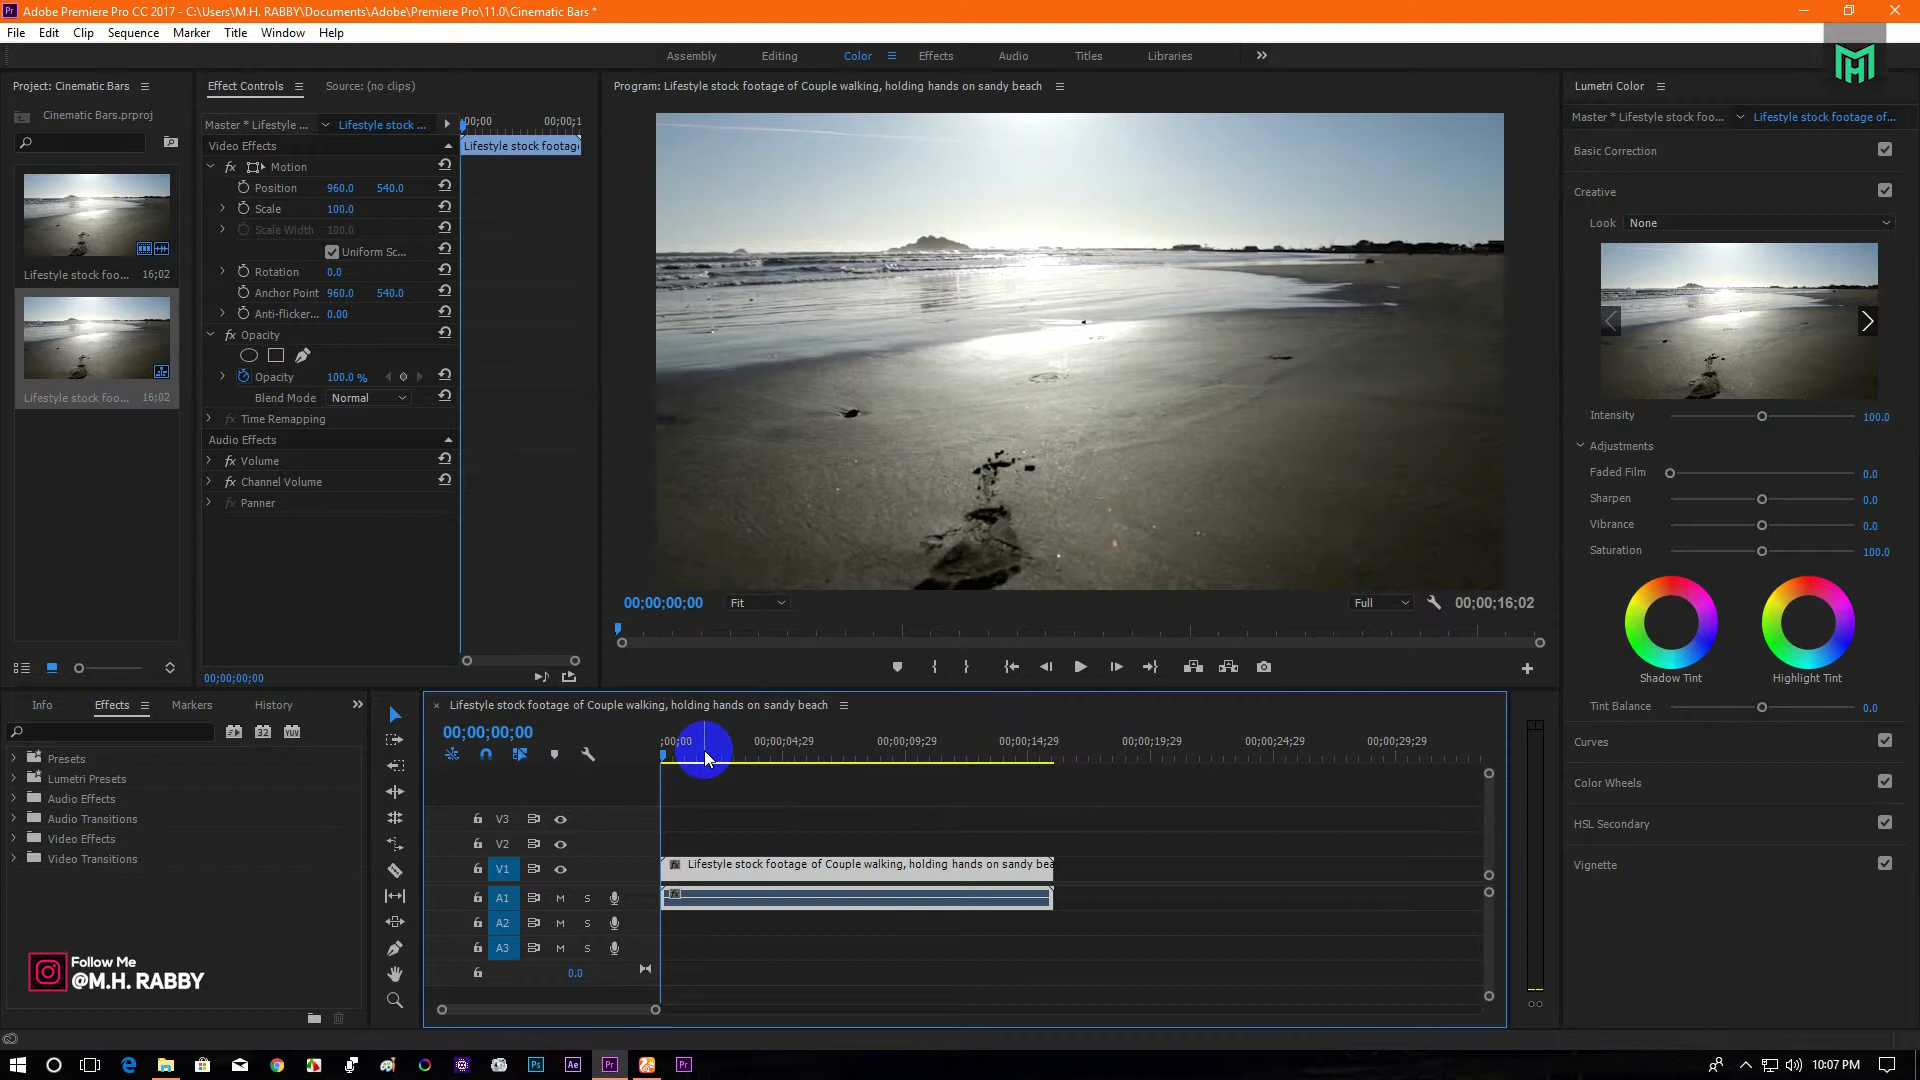 Adobe Premiere Pro CC 2017 - C:\Users\M.H. RABBY\Documents\Adobe\Premiere Pro\11.0\Cinematic Bars *
File Edit Clip Sequence Marker Title Window Help
Assembly Editing Color Effects Audio Titles Libraries
Project: Cinematic Bars
Cinematic Bars.prproj
Lifestyle stock foo... 16;02
Lifestyle stock foo... 16;02
Effect Controls Source: (no clips)
Master * Lifestyle ... Lifestyle stock ...
;00;00 00;00;1
Video Effects
Lifestyle stock footage
fx Motion
Position 960.0 540.0
Scale 100.0
Scale Width 100.0
Uniform Sc...
Rotation 0.0
Anchor Point 960.0 540.0
Anti-flicker... 0.00
fx Opacity
Opacity 100.0 %
Blend Mode Normal
fx Time Remapping
Audio Effects
fx Volume
fx Channel Volume
fx Panner
00;00;00;00
Program: Lifestyle stock footage of Couple walking, holding hands on sandy beach
00;00;00;00 Fit Full 00;00;16;02
Lumetri Color
Master * Lifestyle stock foo... Lifestyle stock footage of...
Basic Correction
Creative
Look None
Intensity 100.0
Adjustments
Faded Film 0.0
Sharpen 0.0
Vibrance 0.0
Saturation 100.0
Shadow Tint Highlight Tint
Tint Balance 0.0
Curves
Color Wheels
HSL Secondary
Vignette
Info Effects Markers History
32 YUV
Presets
Lumetri Presets
Audio Effects
Audio Transitions
Video Effects
Video Transitions
Follow Me
@M.H. RABBY
Lifestyle stock footage of Couple walking, holding hands on sandy beach
00;00;00;00
;00;00 00;00;04;29 00;00;09;29 00;00;14;29 00;00;19;29 00;00;24;29 00;00;29;29
V3
V2
V1 fx Lifestyle stock footage of Couple walking, holding hands on sandy bea
A1 M S fx
A2 M S
A3 M S
0.0
Ps Ae Pr Pr 10:07 PM